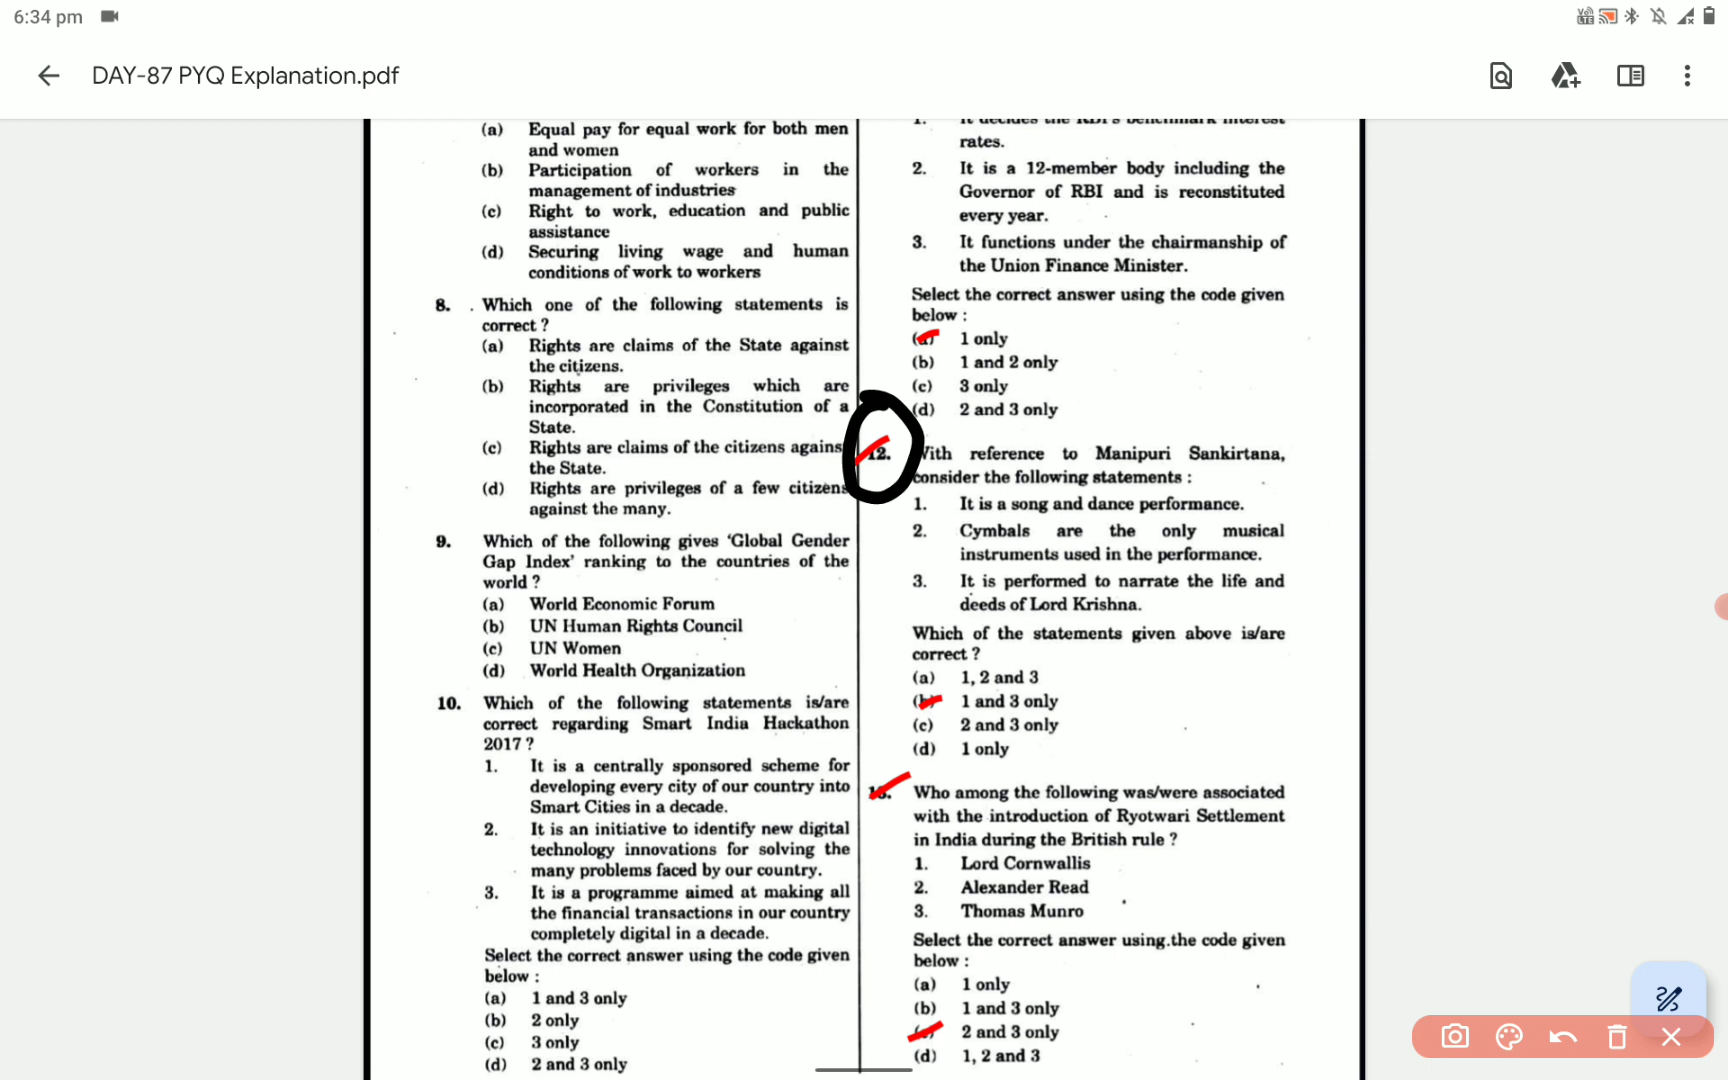 6:34 pm
DAY-87 PYQ Explanation.pdf
(a) Equal pay for equal work for both men
and women
(b) Participation of workers in the
management of industries
(c) Right to work, education and public
assistance
(d) Securing living wage and human
conditions of work to workers
8. Which one of the following statements is
correct ?
(a) Rights are claims of the State against
the citizens.
(b) Rights are privileges which are
incorporated in the Constitution of a
State.
(c) Rights are claims of the citizens agains
the State.
(d) Rights are privileges of a few citizens
against the many.
9. Which of the following gives ‘Global Gender
Gap Index’ ranking to the countries of the
world ?
(a) World Economic Forum
(b) UN Human Rights Council
(c) UN Women
(d) World Health Organization
10. Which of the following statements is/are
correct regarding Smart India Hackathon
2017 ?
1. It is a centrally sponsored scheme for
developing every city of our country into
Smart Cities in a decade.
2. It is an initiative to identify new digital
technology innovations for solving the
many problems faced by our country.
3. It is a programme aimed at making all
the financial transactions in our country
completely digital in a decade.
Select the correct answer using the code given
below :
(a) 1 and 3 only
(b) 2 only
(c) 3 only
(d) 2 and 3 only
1. It decides the RBI's benchmark interest
rates.
2. It is a 12-member body including the
Governor of RBI and is reconstituted
every year.
3. It functions under the chairmanship of
the Union Finance Minister.
Select the correct answer using the code given
below :
(a) 1 only
(b) 1 and 2 only
(c) 3 only
(d) 2 and 3 only
12. With reference to Manipuri Sankirtana,
consider the following statements :
1. It is a song and dance performance.
2. Cymbals are the only musical
instruments used in the performance.
3. It is performed to narrate the life and
deeds of Lord Krishna.
Which of the statements given above is/are
correct ?
(a) 1, 2 and 3
(b) 1 and 3 only
(c) 2 and 3 only
(d) 1 only
13. Who among the following was/were associated
with the introduction of Ryotwari Settlement
in India during the British rule ?
1. Lord Cornwallis
2. Alexander Read
3. Thomas Munro
Select the correct answer using the code given
below :
(a) 1 only
(b) 1 and 3 only
(c) 2 and 3 only
(d) 1, 2 and 3